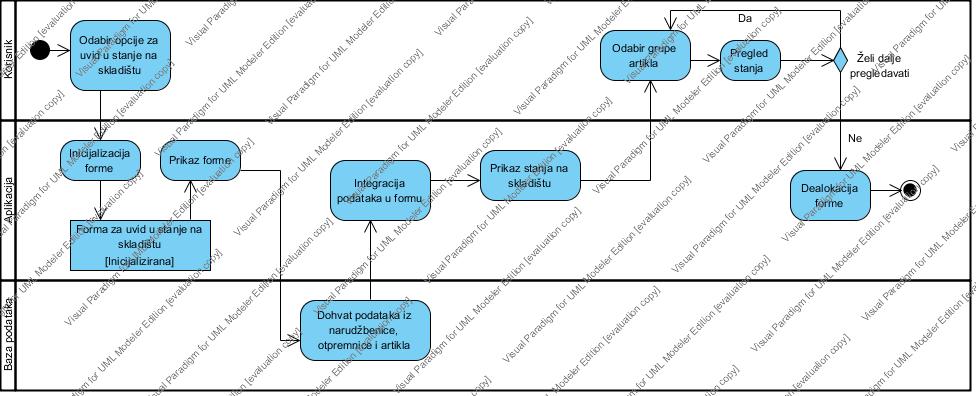 Korisnik
Odabir opcije za
uvid u stanje na
skladištu
Odabir grupe
artikla
Pregled
stanja
Da
Želi dalje
pregledavati
Ne
Aplikacija
Inicijalizacija
forme
Prikaz forme
Forma za uvid u stanje na
skladištu
[Inicijalizirana]
Integracija
podataka u formu
Prikaz stanja na
skladištu
Dealokacija
forme
Baza podataka
Dohvat podataka iz
narudžbenice,
otpremnice i artikla
Visual Paradigm for UML Modeler Edition [evaluation copy]